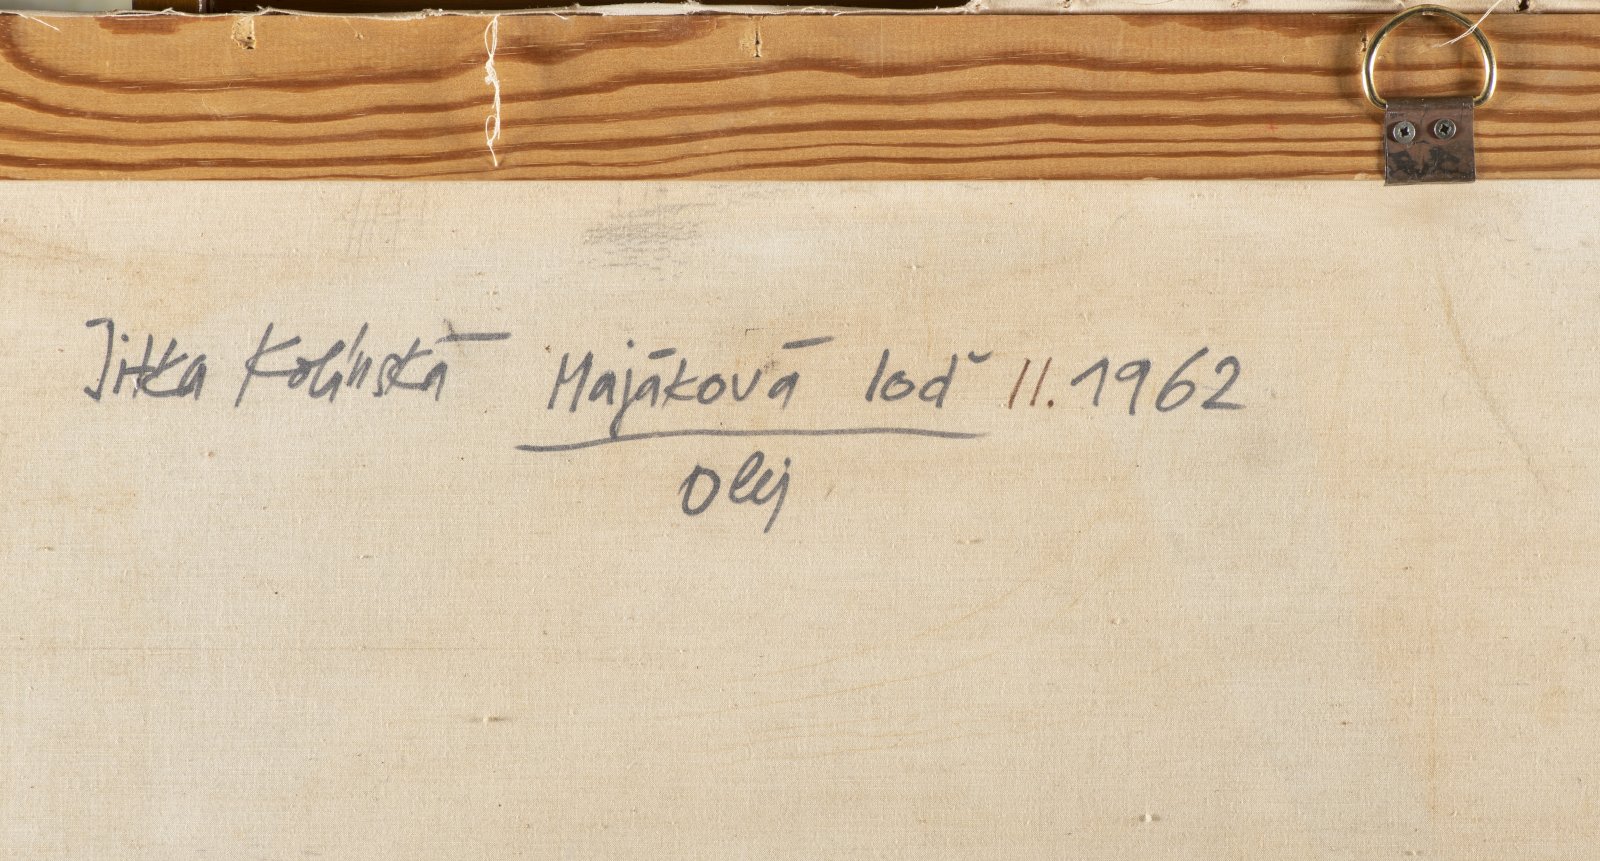 Jitka Kolínská Majáková loď II. 1962
Olej